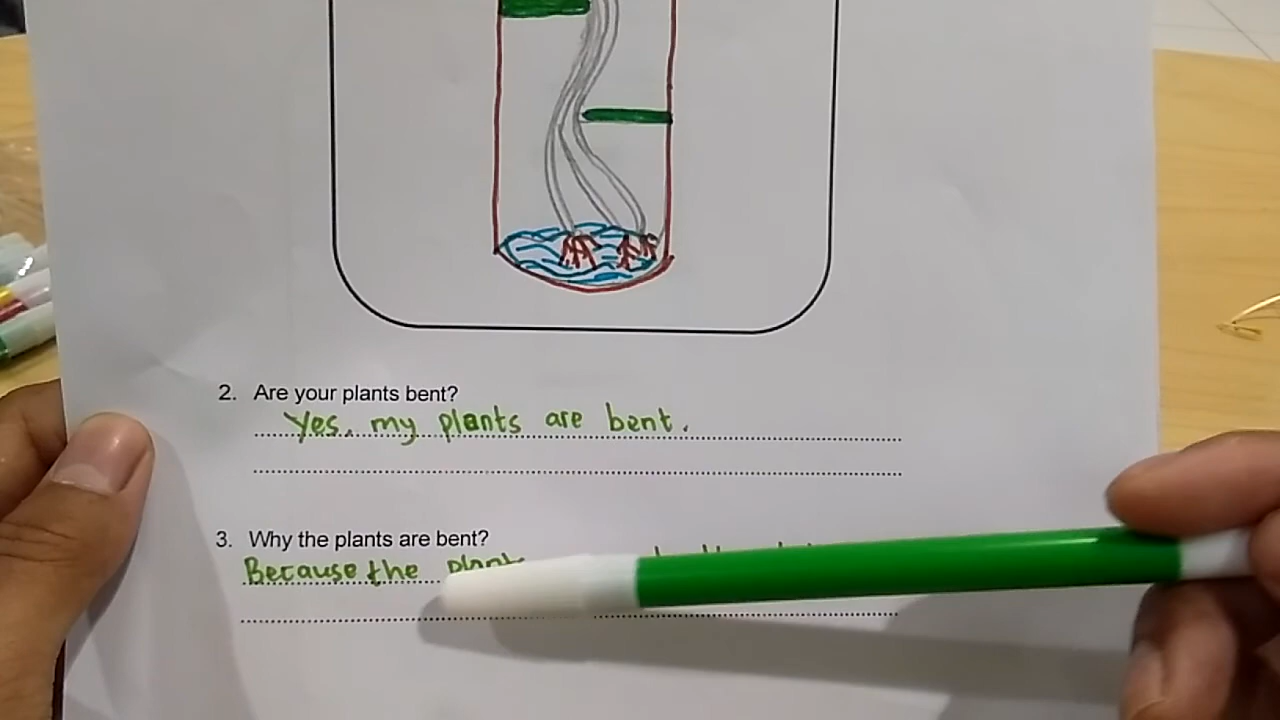 2. Are your plants bent?
Yes, my plants are bent.
3. Why the plants are bent?
Because the